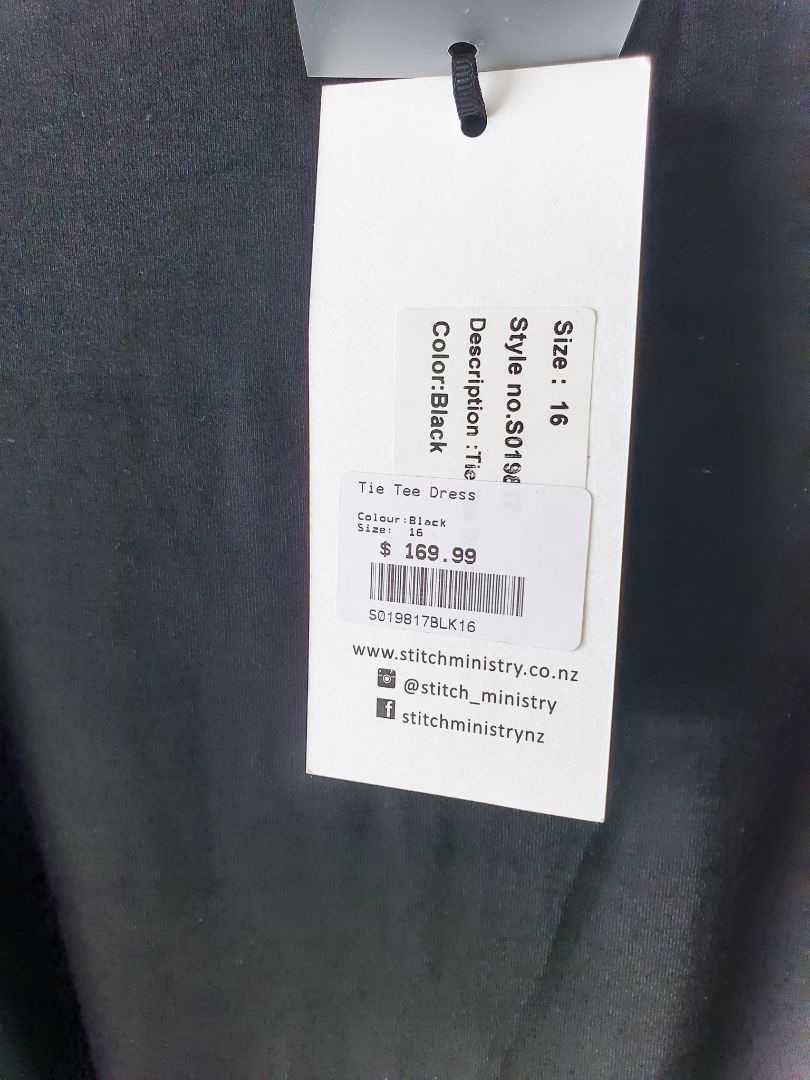 Size : 16
Style no.S019817
Description :Tie
Color:Black
Tie Tee Dress
Colour:Black
Size: 16
$ 169.99
S019817BLK16
www.stitchministry.co.nz
@stitch_ministry
stitchministrynz